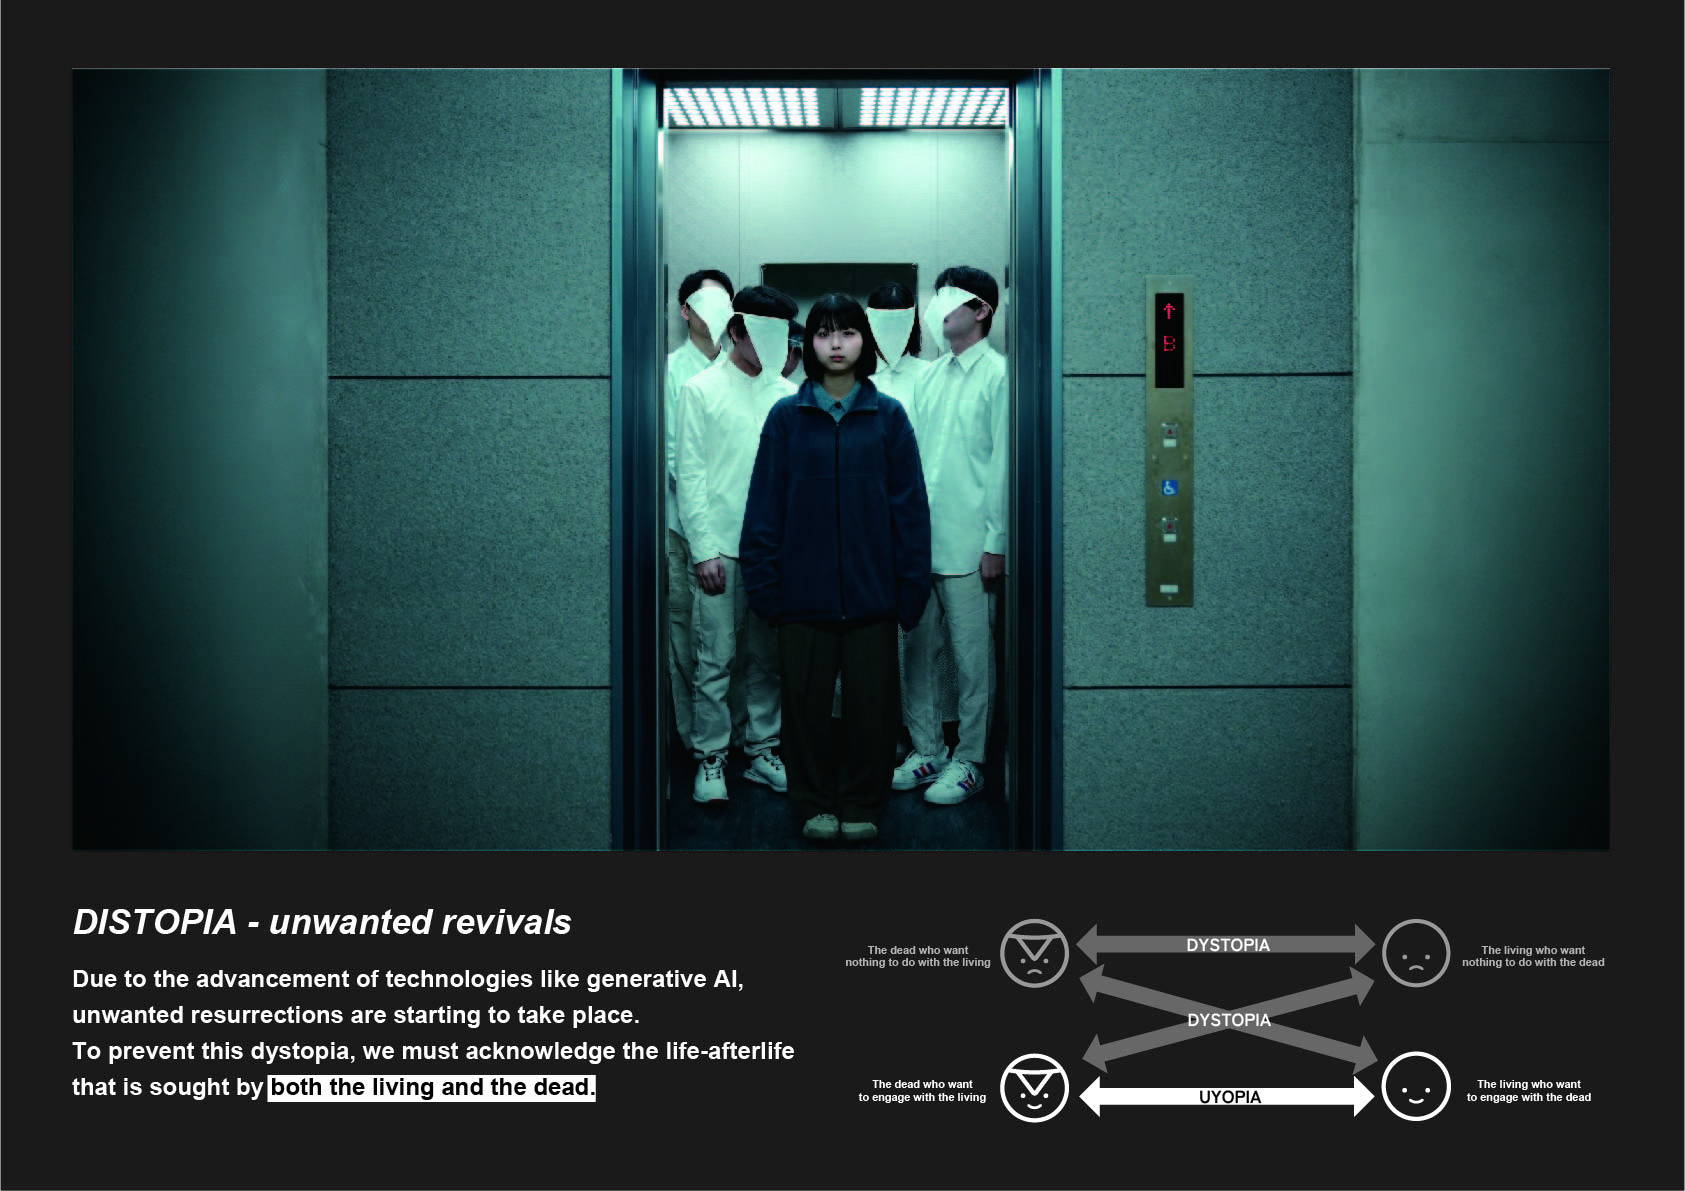 B
DISTOPIA - unwanted revivals
Due to the advancement of technologies like generative AI,
unwanted resurrections are starting to take place.
To prevent this dystopia, we must acknowledge the life-afterlife
that is sought by both the living and the dead.
The dead who want
nothing to do with the living
DYSTOPIA
The living who want
nothing to do with the dead
DYSTOPIA
The dead who want
to engage with the living
UYOPIA
The living who want
to engage with the dead